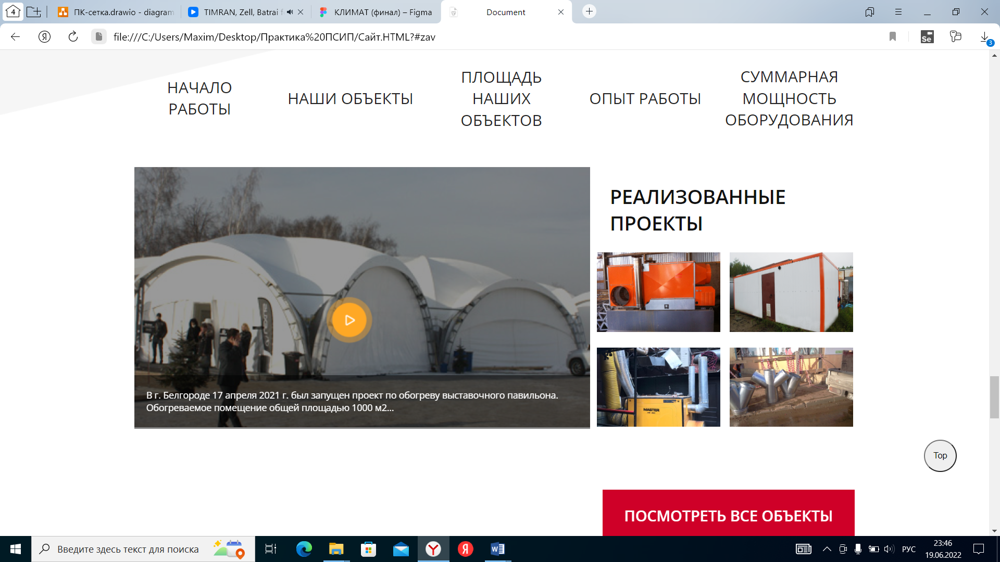 4
ПК-сетка.drawio - diagram
TIMRAN, Zell, Batrai f
КЛИМАТ (финал) – Figma
Document
file:///C:/Users/Maxim/Desktop/Практика%20ПСИП/Сайт.HTML?#zav
Se
3
НАЧАЛО
РАБОТЫ
НАШИ ОБЪЕКТЫ
ПЛОЩАДЬ
НАШИХ
ОБЪЕКТОВ
ОПЫТ РАБОТЫ
СУММАРНАЯ
МОЩНОСТЬ
ОБОРУДОВАНИЯ
РЕАЛИЗОВАННЫЕ
ПРОЕКТЫ
MASTER
В г. Белгороде 17 апреля 2021 г. был запущен проект по обогреву выставочного павильона.
Обогреваемое помещение общей площадью 1000 м2...
Top
ПОСМОТРЕТЬ ВСЕ ОБЪЕКТЫ
Введите здесь текст для поиска
РУС
23:46
19.06.2022